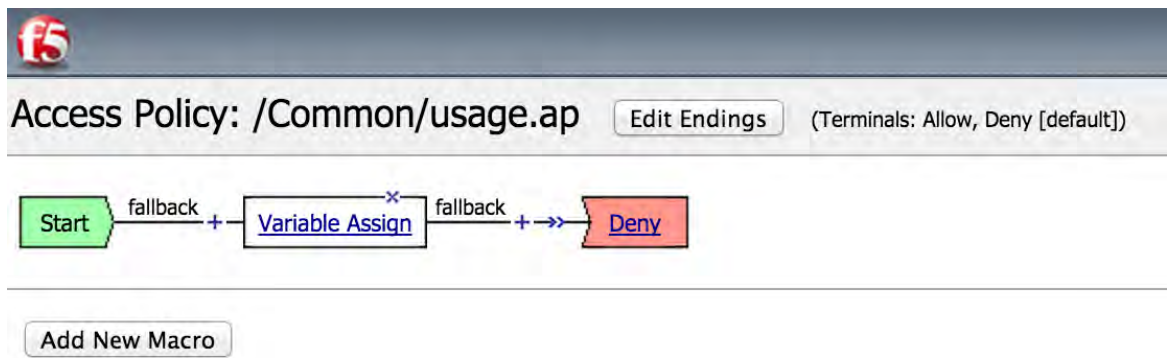 f5
Access Policy: /Common/usage.ap Edit Endings (Terminals: Allow, Deny [default])
Start fallback + Variable Assign × fallback + Deny
Add New Macro